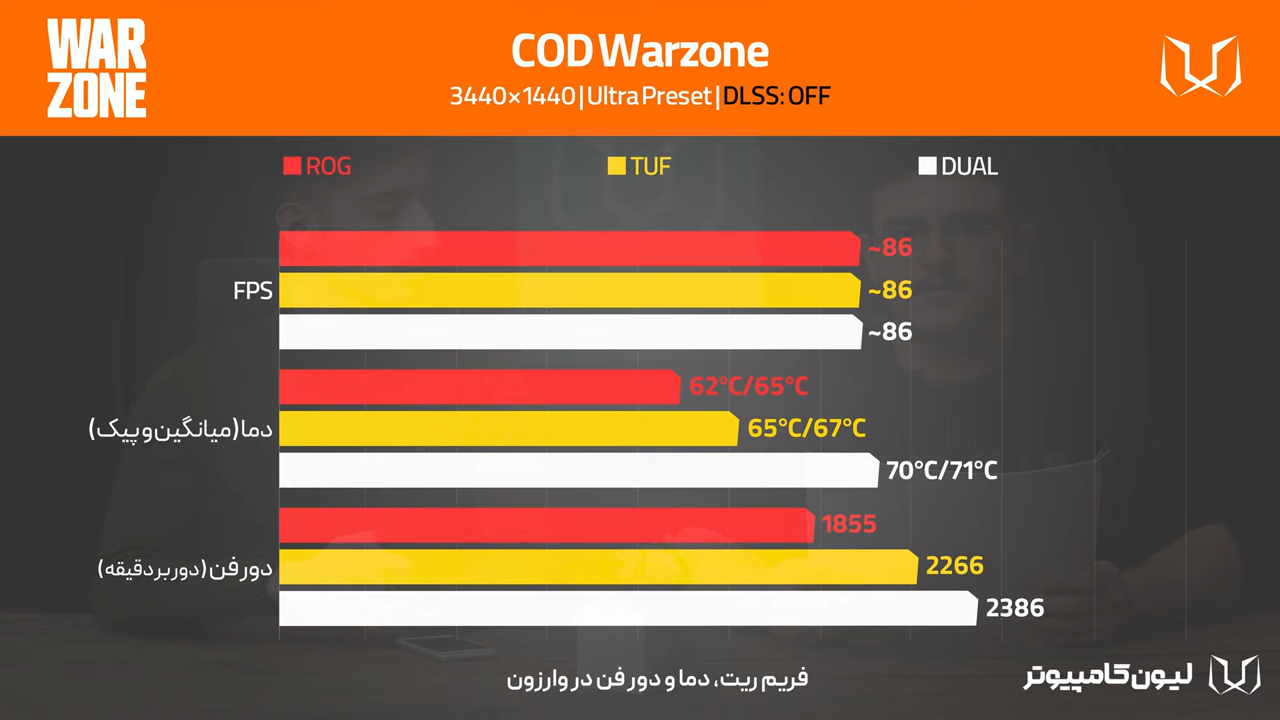 WAR
ZONE
COD Warzone
3440×1440 | Ultra Preset | DLSS: OFF
ROG
TUF
DUAL
~86
FPS
~86
~86
62°C/65°C
دما (میانگین و پیک)
65°C/67°C
70°C/71°C
1855
دور فن (دور بر دقیقه)
2266
2386
فریم ریت، دما و دور فن در وارزون
لیون کامپیوتر